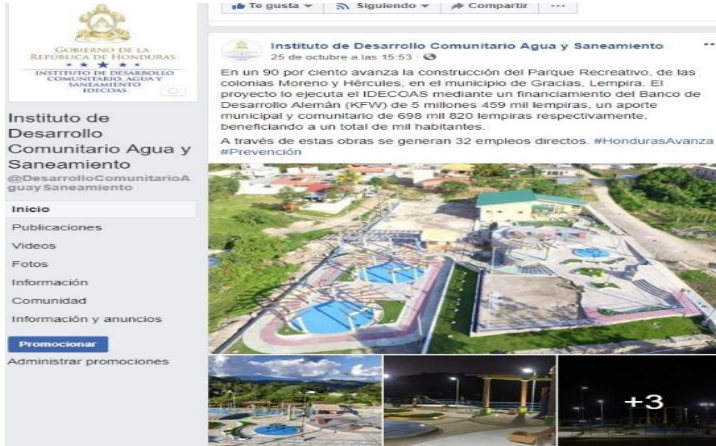 Te gusta
Siguiendo
Compartir
GOBIERNO DE LA
REPÚBLICA DE HONDURAS
INSTITUTO DE DESARROLLO
COMUNITARIO, AGUA Y
SANEAMIENTO
IDECOAS
Instituto de
Desarrollo
Comunitario Agua y
Saneamiento
@DesarrolloComunitarioA
guaySaneamiento
Inicio
Publicaciones
Videos
Fotos
Información
Comunidad
Información y anuncios
Promocionar
Administrar promociones
Instituto de Desarrollo Comunitario Agua y Saneamiento
25 de octubre a las 15:53
En un 90 por ciento avanza la construcción del Parque Recreativo, de las
colonias Moreno y Hércules, en el municipio de Gracias, Lempira. El
proyecto lo ejecuta el IDECOAS mediante un financiamiento del Banco de
Desarrollo Alemán (KFW) de 5 millones 459 mil lempiras, un aporte
municipal y comunitario de 698 mil 820 lempiras respectivamente,
beneficiando a un total de mil habitantes.
A través de estas obras se generan 32 empleos directos. #HondurasAvanza
#Prevención
+3